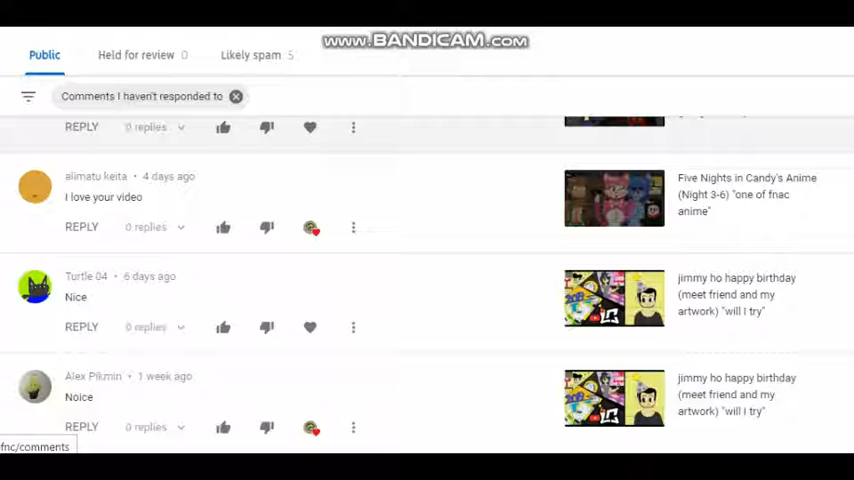 www.BANDICAM.com
Public Held for review 0 Likely spam 5
Comments I haven't responded to
REPLY 0 replies
alimatu keita • 4 days ago
I love your video
REPLY 0 replies
Five Nights in Candy's Anime
(Night 3-6) "one of fnac
anime"
Turtle 04 • 6 days ago
Nice
REPLY 0 replies
jimmy ho happy birthday
(meet friend and my
artwork) "will I try"
Alex Pikmin • 1 week ago
Noice
REPLY 0 replies
jimmy ho happy birthday
(meet friend and my
artwork) "will I try"
fnc/comments